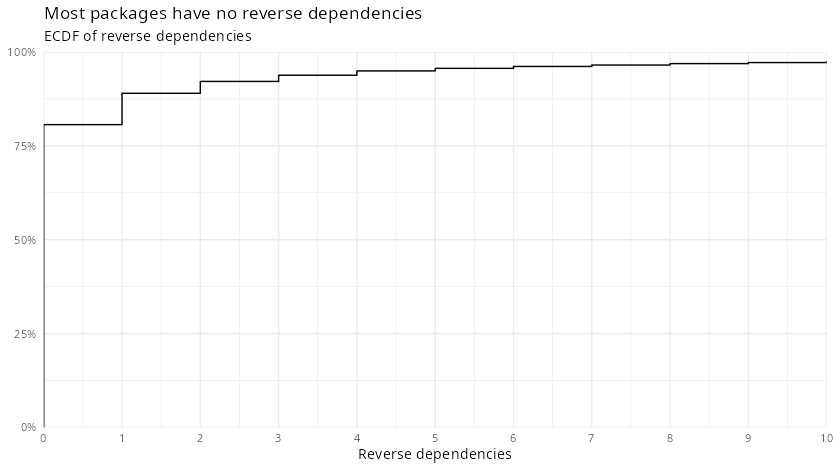 Most packages have no reverse dependencies
ECDF of reverse dependencies
100%
75%
50%
25%
0%
0 1 2 3 4 5 6 7 8 9 10
Reverse dependencies